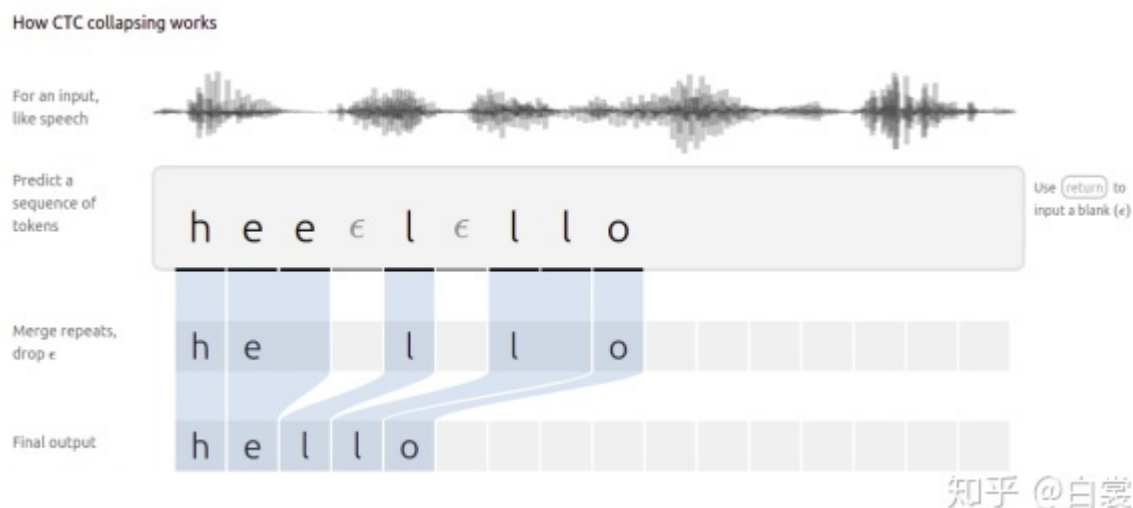 How CTC collapsing works
For an input,
like speech
Predict a
sequence of
tokens
h e e ϵ l ϵ l l o
Use return to
input a blank (ϵ)
Merge repeats,
drop ϵ
h e l l o
Final output
h e l l o
知乎 @白裳